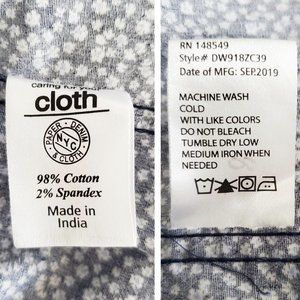 caring for your
cloth
PAPER - DENIM
NYC
& CLOTH
98% Cotton
2% Spandex
Made in
India
RN 148549
Style# DW918ZC39
Date of MFG: SEP.2019
MACHINE WASH
COLD
WITH LIKE COLORS
DO NOT BLEACH
TUMBLE DRY LOW
MEDIUM IRON WHEN
NEEDED